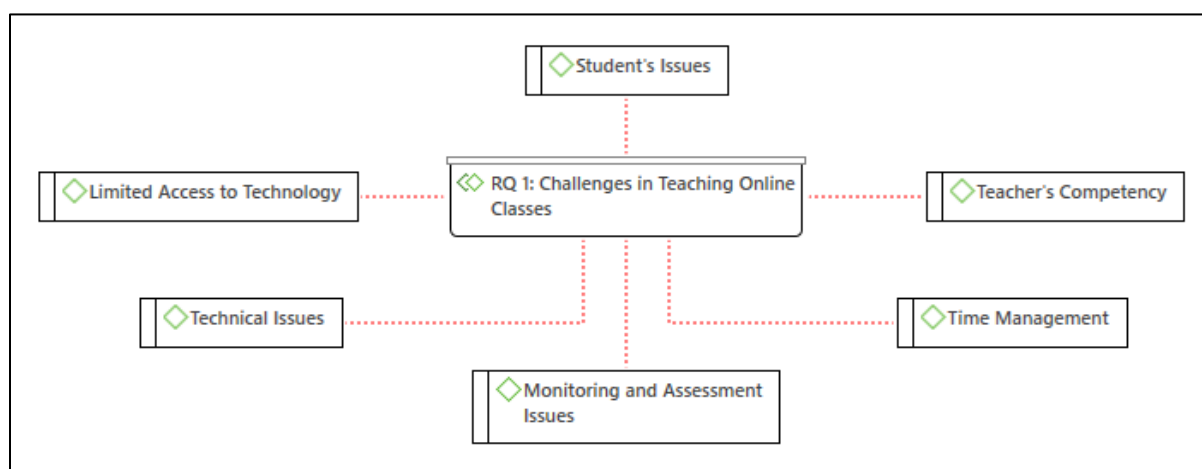 Student's Issues
Limited Access to Technology
RQ 1: Challenges in Teaching Online
Classes
Teacher's Competency
Technical Issues
Time Management
Monitoring and Assessment
Issues